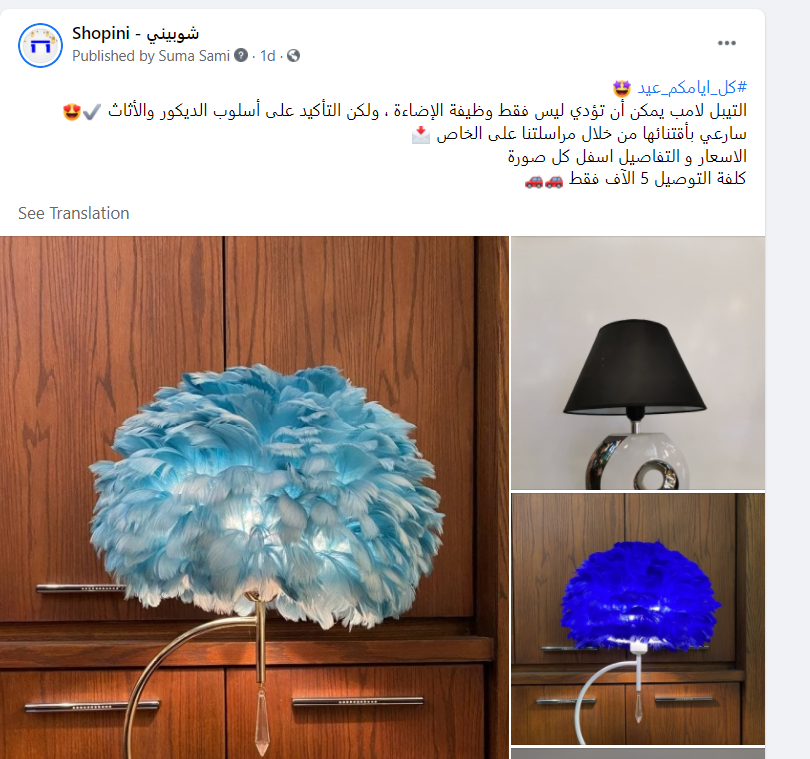 Shopini - شوبيني
Published by Suma Sami · 1d ·
#كل_ايامكم_عيد 🤩
التيبل لامب يمكن أن تؤدي ليس فقط وظيفة الإضاءة ، ولكن التأكيد على أسلوب الديكور والأثاث ✔️😍
سارعي بأقتنائها من خلال مراسلتنا على الخاص 📩
الاسعار و التفاصيل اسفل كل صورة
كلفة التوصيل 5 الآف فقط 🚗🚗
See Translation